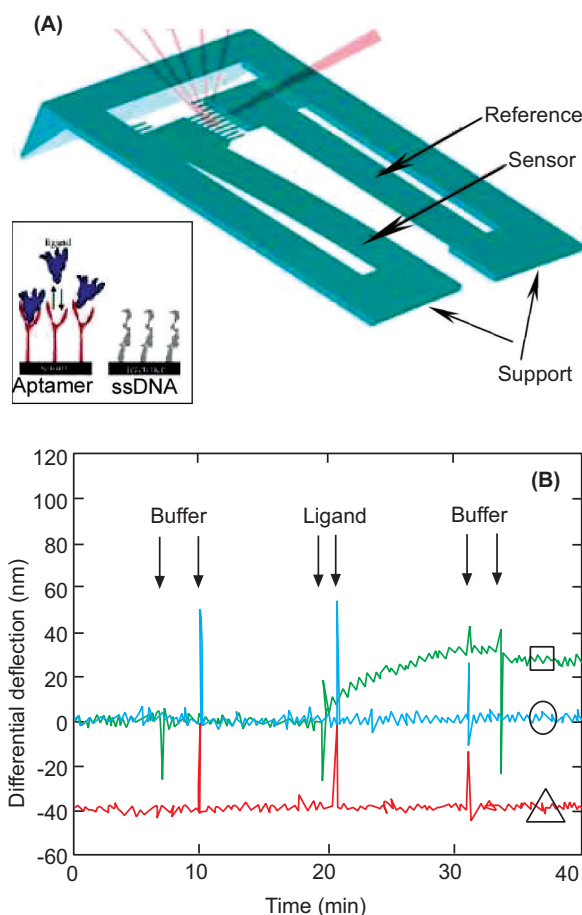 (A)
Reference
Sensor
Support
ligand
Aptamer
ssDNA
(B)
120
100
80
60
40
20
0
-20
-40
-60
Differential deflection (nm)
Buffer
Ligand
Buffer
0
10
20
30
40
Time (min)